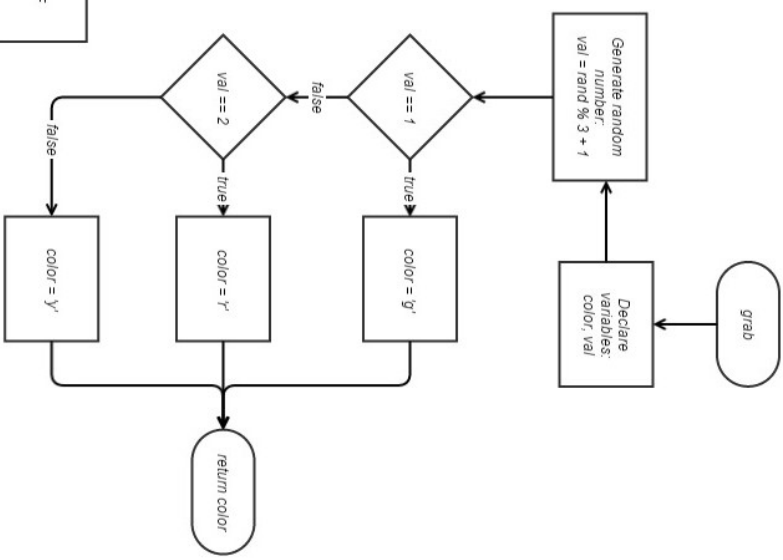 grab
Declare
variables:
color, val
Generate random
number:
val = rand % 3 + 1
val == 1
true
color = 'g'
false
val == 2
true
color = 'r'
false
color = 'y'
return color